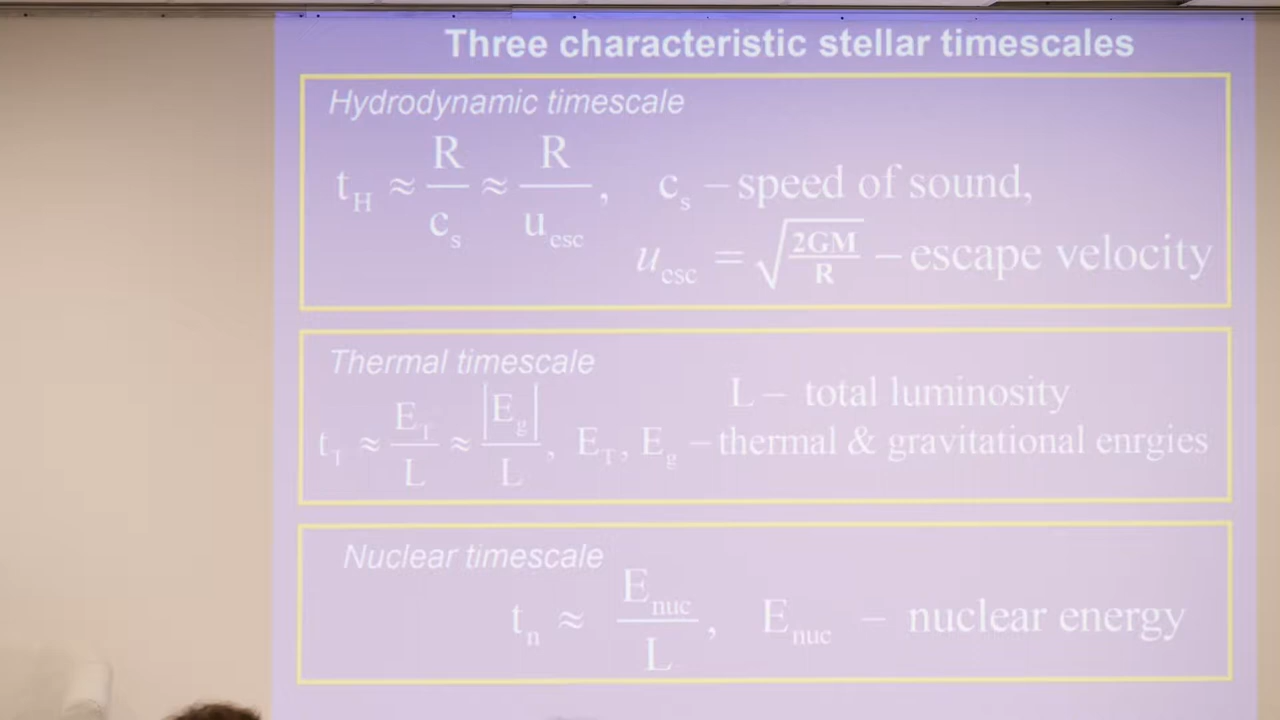 Three characteristic stellar timescales
Hydrodynamic timescale
t_H ≈ R/c_s ≈ R/u_esc, c_s – speed of sound,
u_esc = √(2GM/R) – escape velocity
Thermal timescale
L – total luminosity
t_T ≈ E_T/L ≈ |E_g|/L, E_T, E_g – thermal & gravitational enrgies
Nuclear timescale
t_n ≈ E_nuc/L, E_nuc – nuclear energy